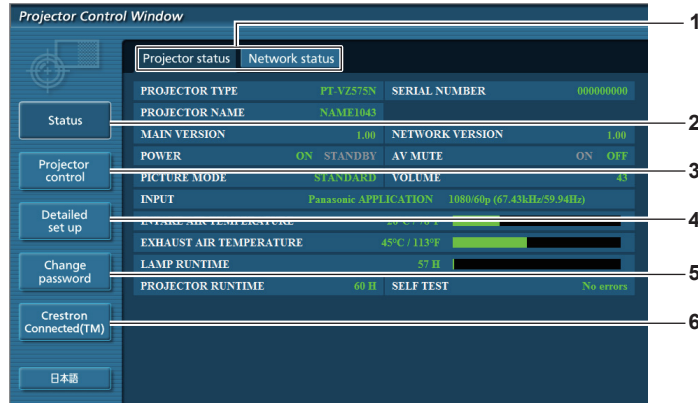 Projector Control Window
1
Projector status Network status
PROJECTOR TYPE PT-VZ575N SERIAL NUMBER 000000000
PROJECTOR NAME NAME1043
Status
2
MAIN VERSION 1.00 NETWORK VERSION 1.00
POWER ON STANDBY AV MUTE ON OFF
Projector
control
3
PICTURE MODE STANDARD VOLUME 43
INPUT Panasonic APPLICATION 1080/60p (67.43kHz/59.94Hz)
Detailed
set up
4
INTAKE AIR TEMPERATURE
EXHAUST AIR TEMPERATURE 45°C / 113°F
LAMP RUNTIME 57 H
Change
password
5
PROJECTOR RUNTIME 60 H SELF TEST No errors
Crestron
Connected(TM)
6
日本語